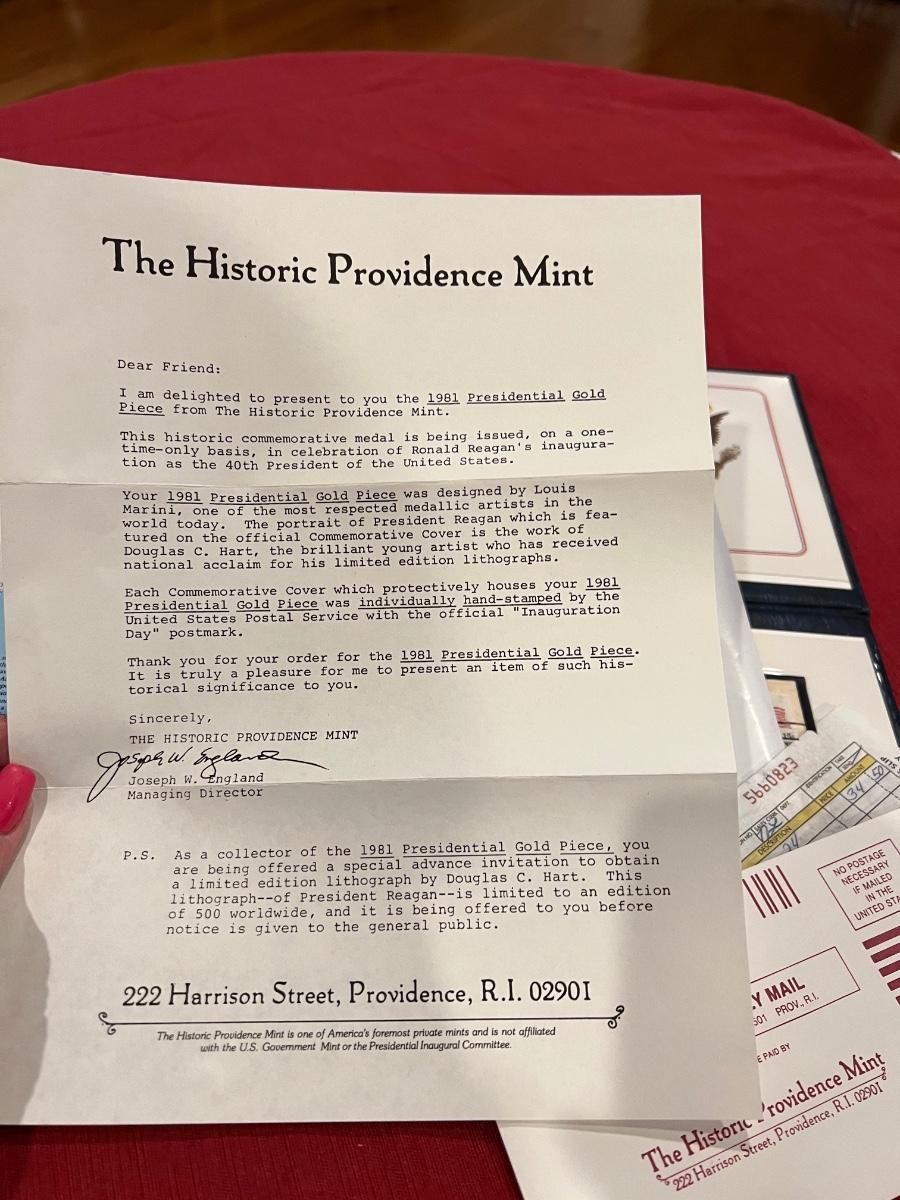 The Historic Providence Mint
Dear Friend:
I am delighted to present to you the 1981 Presidential Gold
Piece from The Historic Providence Mint.
This historic commemorative medal is being issued, on a one-
time-only basis, in celebration of Ronald Reagan's inaugura-
tion as the 40th President of the United States.
Your 1981 Presidential Gold Piece was designed by Louis
Marini, one of the most respected medallic artists in the
world today. The portrait of President Reagan which is fea-
tured on the official Commemorative Cover is the work of
Douglas C. Hart, the brilliant young artist who has received
national acclaim for his limited edition lithographs.
Each Commemorative Cover which protectively houses your 1981
Presidential Gold Piece was individually hand-stamped by the
United States Postal Service with the official "Inauguration
Day" postmark.
Thank you for your order for the 1981 Presidential Gold Piece.
It is truly a pleasure for me to present an item of such his-
torical significance to you.
Sincerely,
THE HISTORIC PROVIDENCE MINT
Joseph W. England
Joseph W. England
Managing Director
P.S. As a collector of the 1981 Presidential Gold Piece, you
are being offered a special advance invitation to obtain
a limited edition lithograph by Douglas C. Hart. This
lithograph--of President Reagan--is limited to an edition
of 500 worldwide, and it is being offered to you before
notice is given to the general public.
222 Harrison Street, Providence, R.I. 02901
The Historic Providence Mint is one of America's foremost private mints and is not affiliated
with the U.S. Government Mint or the Presidential Inaugural Committee.
5660823
IDENTIFICATION
DEPT.
DESCRIPTION
PRICE
AMOUNT
34 50
NO POSTAGE
NECESSARY
IF MAILED
IN THE
UNITED STA
Y MAIL
PROV., R.I.
E PAID BY
The Historic Providence Mint
222 Harrison Street, Providence, R.I. 02901